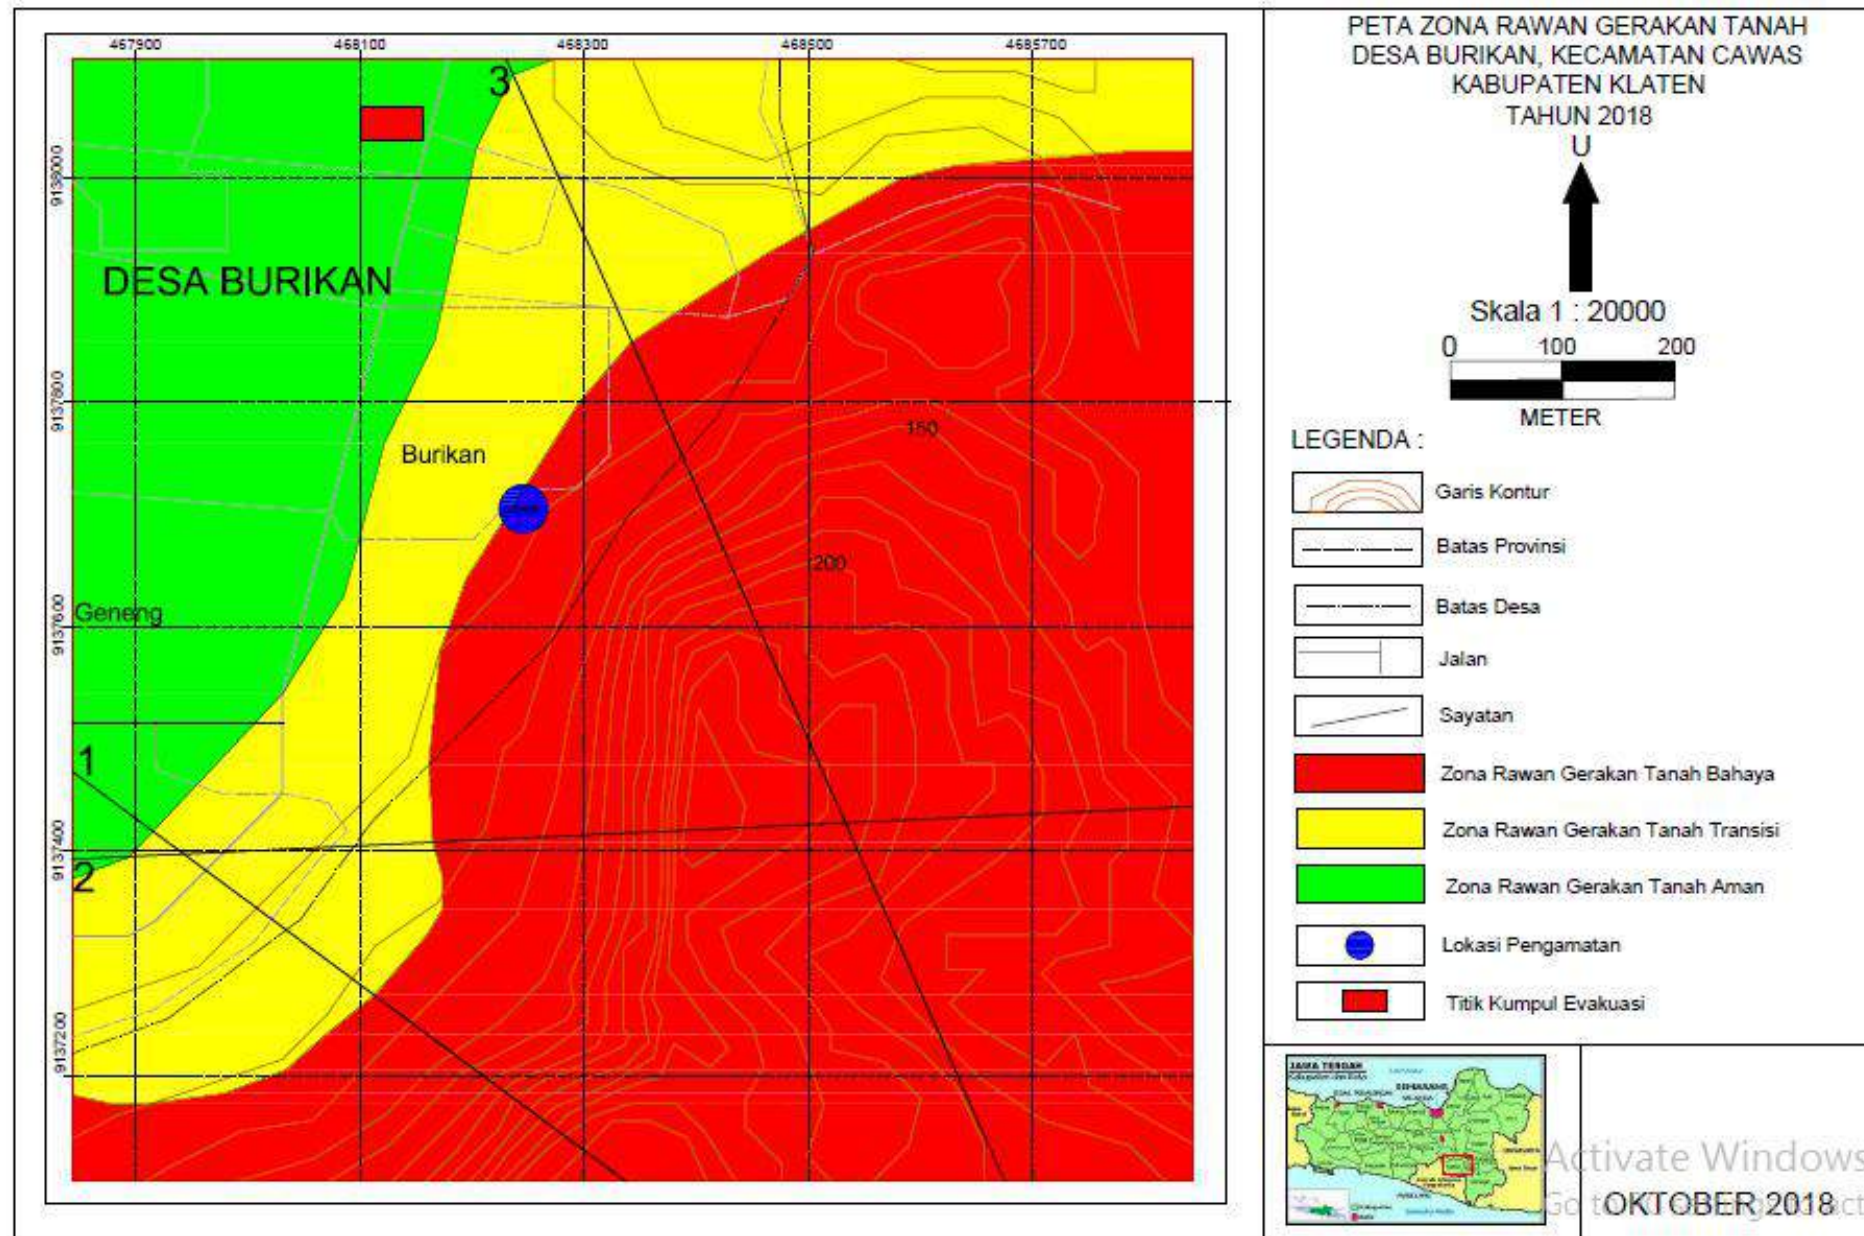 PETA ZONA RAWAN GERAKAN TANAH
DESA BURIKAN, KECAMATAN CAWAS
KABUPATEN KLATEN
TAHUN 2018
U
Skala 1 : 20000
0 100 200
METER
LEGENDA :
Garis Kontur
Batas Provinsi
Batas Desa
Jalan
Sayatan
Zona Rawan Gerakan Tanah Bahaya
Zona Rawan Gerakan Tanah Transisi
Zona Rawan Gerakan Tanah Aman
Lokasi Pengamatan
Titik Kumpul Evakuasi
467900 468100 468300 468500 4685700
9138000
9137800
9137600
9137400
9137200
3
DESA BURIKAN
Burikan
150
200
Geneng
1
2
JAWA TENGAH
SEMARANG
Activate Windows
OKTOBER 2018